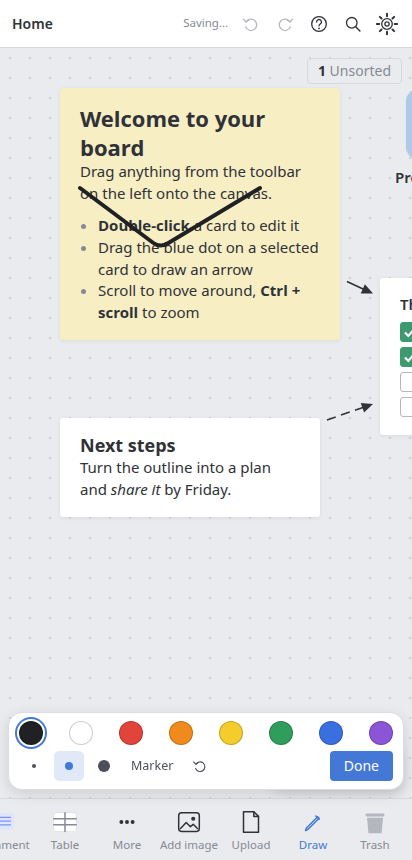 Home
Saving...
1 Unsorted
Welcome to your
board
Drag anything from the toolbar
on the left onto the canvas.
Double-click a card to edit it
Drag the blue dot on a selected
card to draw an arrow
Scroll to move around, Ctrl +
scroll to zoom
Next steps
Turn the outline into a plan
and share it by Friday.
Marker
Done
Table
More
Add image
Upload
Draw
Trash